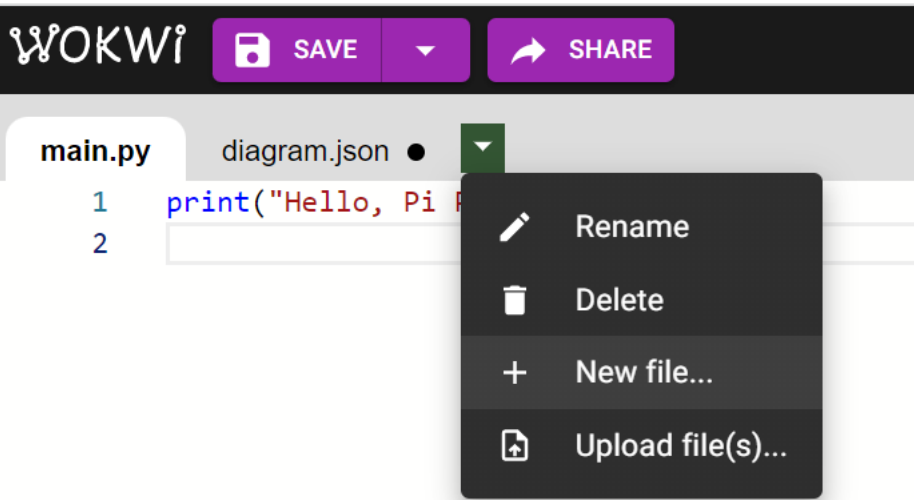 WOKWi
SAVE
SHARE
main.py
diagram.json
1 print("Hello, Pi
2
Rename
Delete
New file...
Upload file(s)...